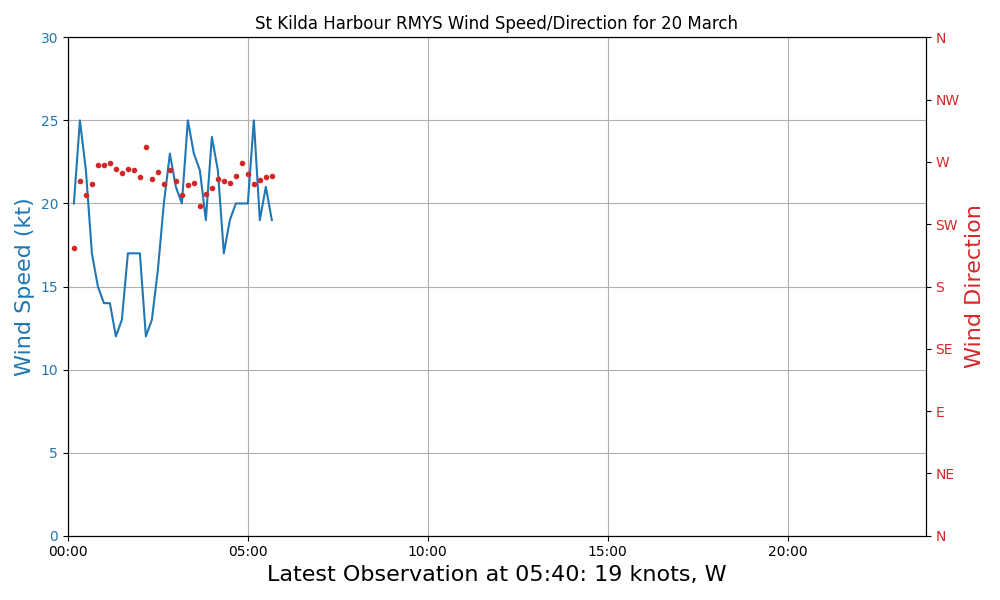 St Kilda Harbour RMYS Wind Speed/Direction for 20 March
30
25
20
15
10
5
0
Wind Speed (kt)
N
NW
W
SW
S
SE
E
NE
N
Wind Direction
00:00 05:00 10:00 15:00 20:00
Latest Observation at 05:40: 19 knots, W